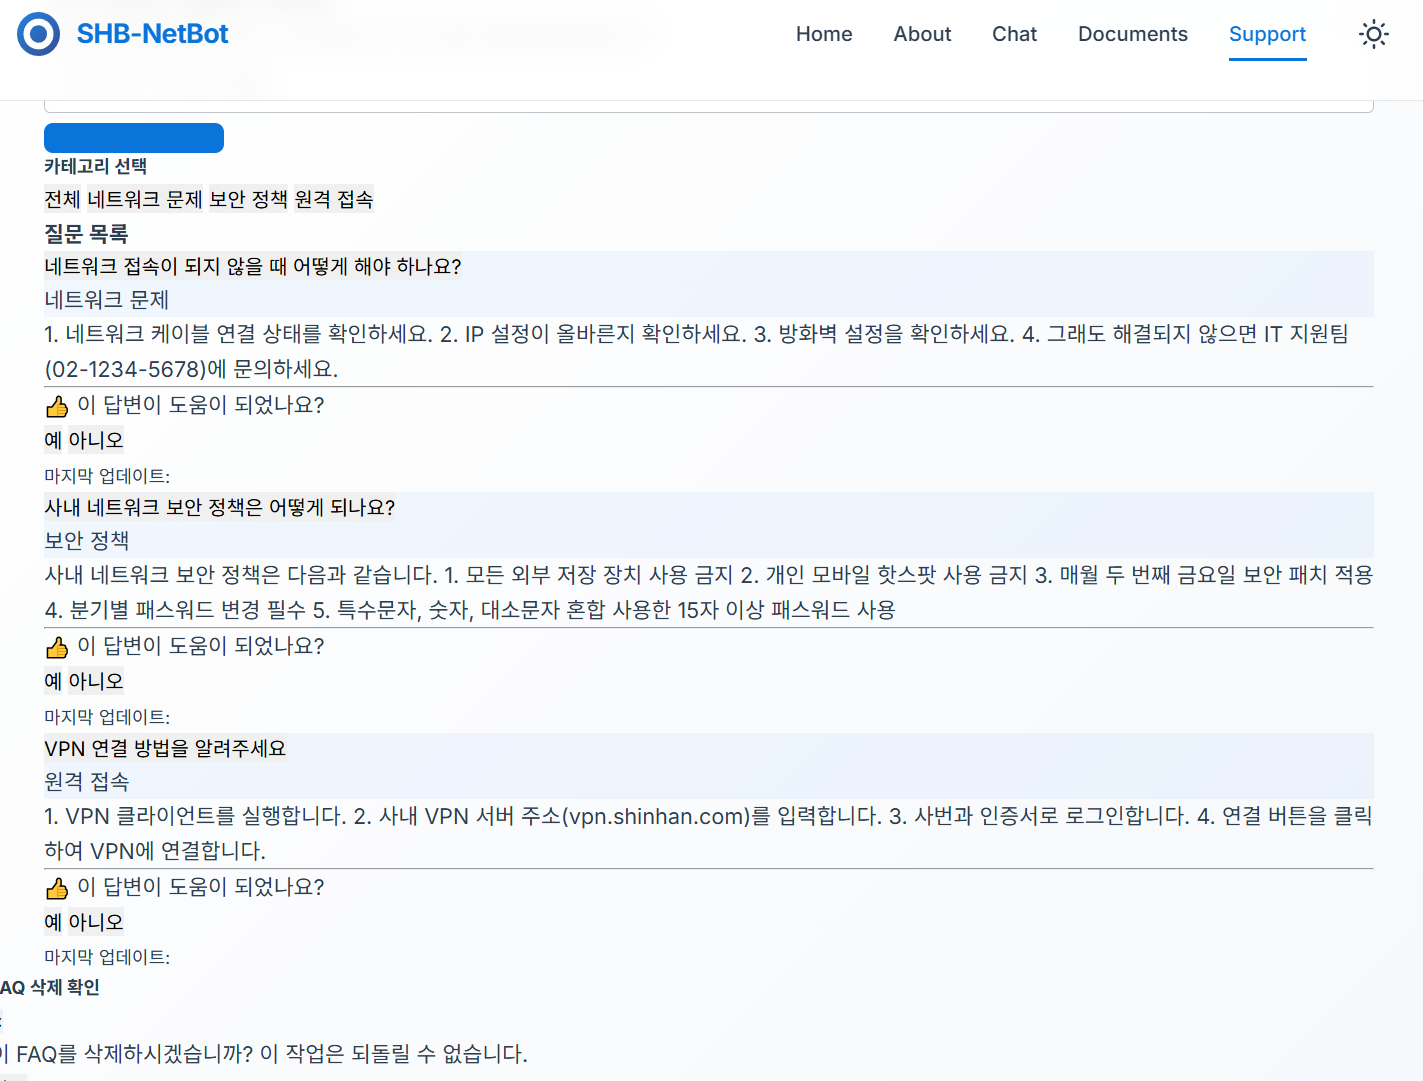 SHB-NetBot
Home About Chat Documents Support
카테고리 선택
전체 네트워크 문제 보안 정책 원격 접속
질문 목록
네트워크 접속이 되지 않을 때 어떻게 해야 하나요?
네트워크 문제
1. 네트워크 케이블 연결 상태를 확인하세요. 2. IP 설정이 올바른지 확인하세요. 3. 방화벽 설정을 확인하세요. 4. 그래도 해결되지 않으면 IT 지원팀
(02-1234-5678)에 문의하세요.
👍 이 답변이 도움이 되었나요?
예 아니오
마지막 업데이트:
사내 네트워크 보안 정책은 어떻게 되나요?
보안 정책
사내 네트워크 보안 정책은 다음과 같습니다. 1. 모든 외부 저장 장치 사용 금지 2. 개인 모바일 핫스팟 사용 금지 3. 매월 두 번째 금요일 보안 패치 적용
4. 분기별 패스워드 변경 필수 5. 특수문자, 숫자, 대소문자 혼합 사용한 15자 이상 패스워드 사용
👍 이 답변이 도움이 되었나요?
예 아니오
마지막 업데이트:
VPN 연결 방법을 알려주세요
원격 접속
1. VPN 클라이언트를 실행합니다. 2. 사내 VPN 서버 주소(vpn.shinhan.com)를 입력합니다. 3. 사번과 인증서로 로그인합니다. 4. 연결 버튼을 클릭
하여 VPN에 연결합니다.
👍 이 답변이 도움이 되었나요?
예 아니오
마지막 업데이트:
AQ 삭제 확인
FAQ를 삭제하시겠습니까? 이 작업은 되돌릴 수 없습니다.